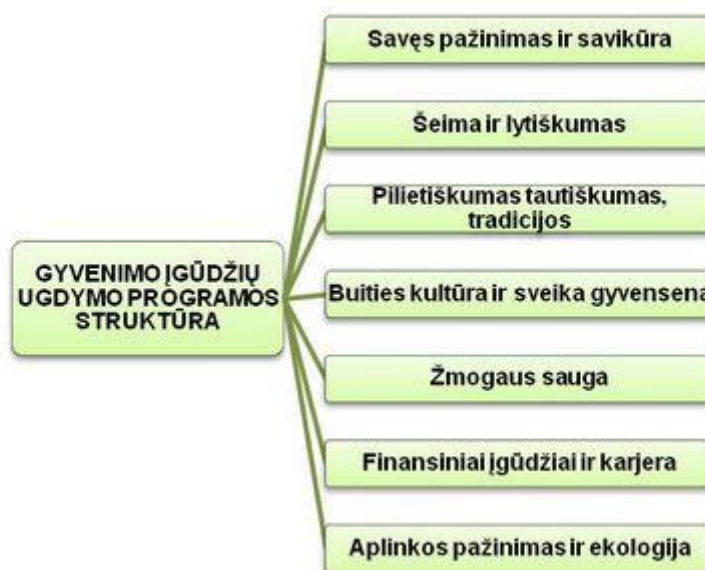 Savęs pažinimas ir savikūra
Šeima ir lytiškumas
Pilietiškumas tautiškumas,
tradicijos
GYVENIMO ĮGŪDŽIŲ
UGDYMO PROGRAMOS
STRUKTŪRA
Buities kultūra ir sveika gyvensena
Žmogaus sauga
Finansiniai įgūdžiai ir karjera
Aplinkos pažinimas ir ekologija